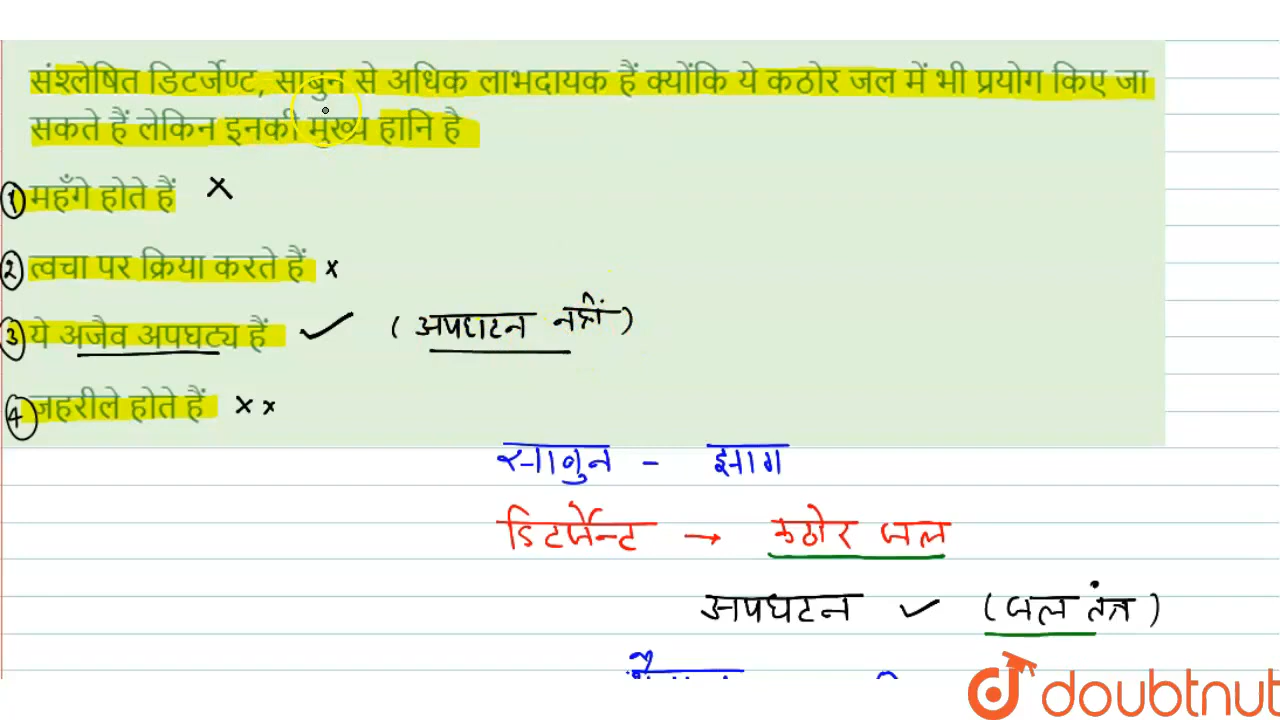 संश्लेषित डिटर्जेण्ट, साबुन से अधिक लाभदायक हैं क्योंकि ये कठोर जल में भी प्रयोग किए जा
सकते हैं लेकिन इनकी मुख्य हानि है
1 महँगे होते हैं ×
2 त्वचा पर क्रिया करते हैं ×
3 ये अजैव अपघट्य हैं ✓ (अपघटन नहीं)
4 जहरीले होते हैं × ×
साबुन - झाग
डिटर्जेन्ट → कठोर जल
अपघटन ✓ (जल तंत्र)
doubtnut